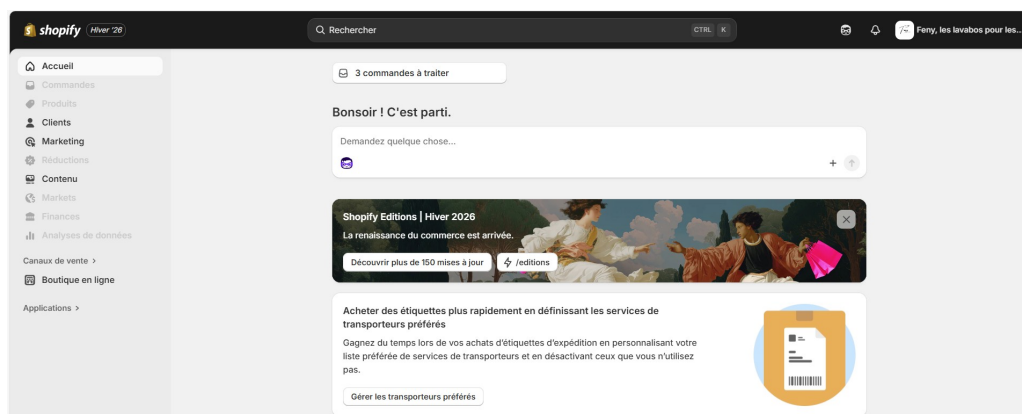 shopify Hiver '26
Rechercher
CTRL K
Feny, les lavabos pour les...
Accueil
Commandes
Produits
Clients
Marketing
Réductions
Contenu
Markets
Finances
Analyses de données
Canaux de vente >
Boutique en ligne
Applications >
3 commandes à traiter
Bonsoir ! C'est parti.
Demandez quelque chose...
Shopify Editions | Hiver 2026
La renaissance du commerce est arrivée.
Découvrir plus de 150 mises à jour
/editions
Acheter des étiquettes plus rapidement en définissant les services de
transporteurs préférés
Gagnez du temps lors de vos achats d'étiquettes d'expédition en personnalisant votre
liste préférée de services de transporteurs et en désactivant ceux que vous n'utilisez
pas.
Gérer les transporteurs préférés